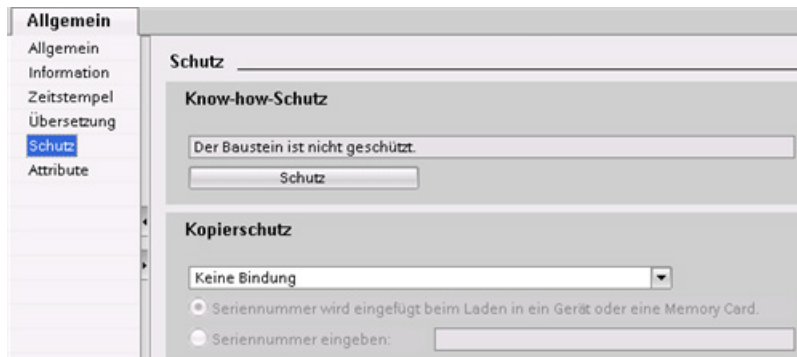 Allgemein
Allgemein
Information
Zeitstempel
Übersetzung
Schutz
Attribute
Schutz
Know-how-Schutz
Der Baustein ist nicht geschützt.
Schutz
Kopierschutz
Keine Bindung
Seriennummer wird eingefügt beim Laden in ein Gerät oder eine Memory Card.
Seriennummer eingeben: